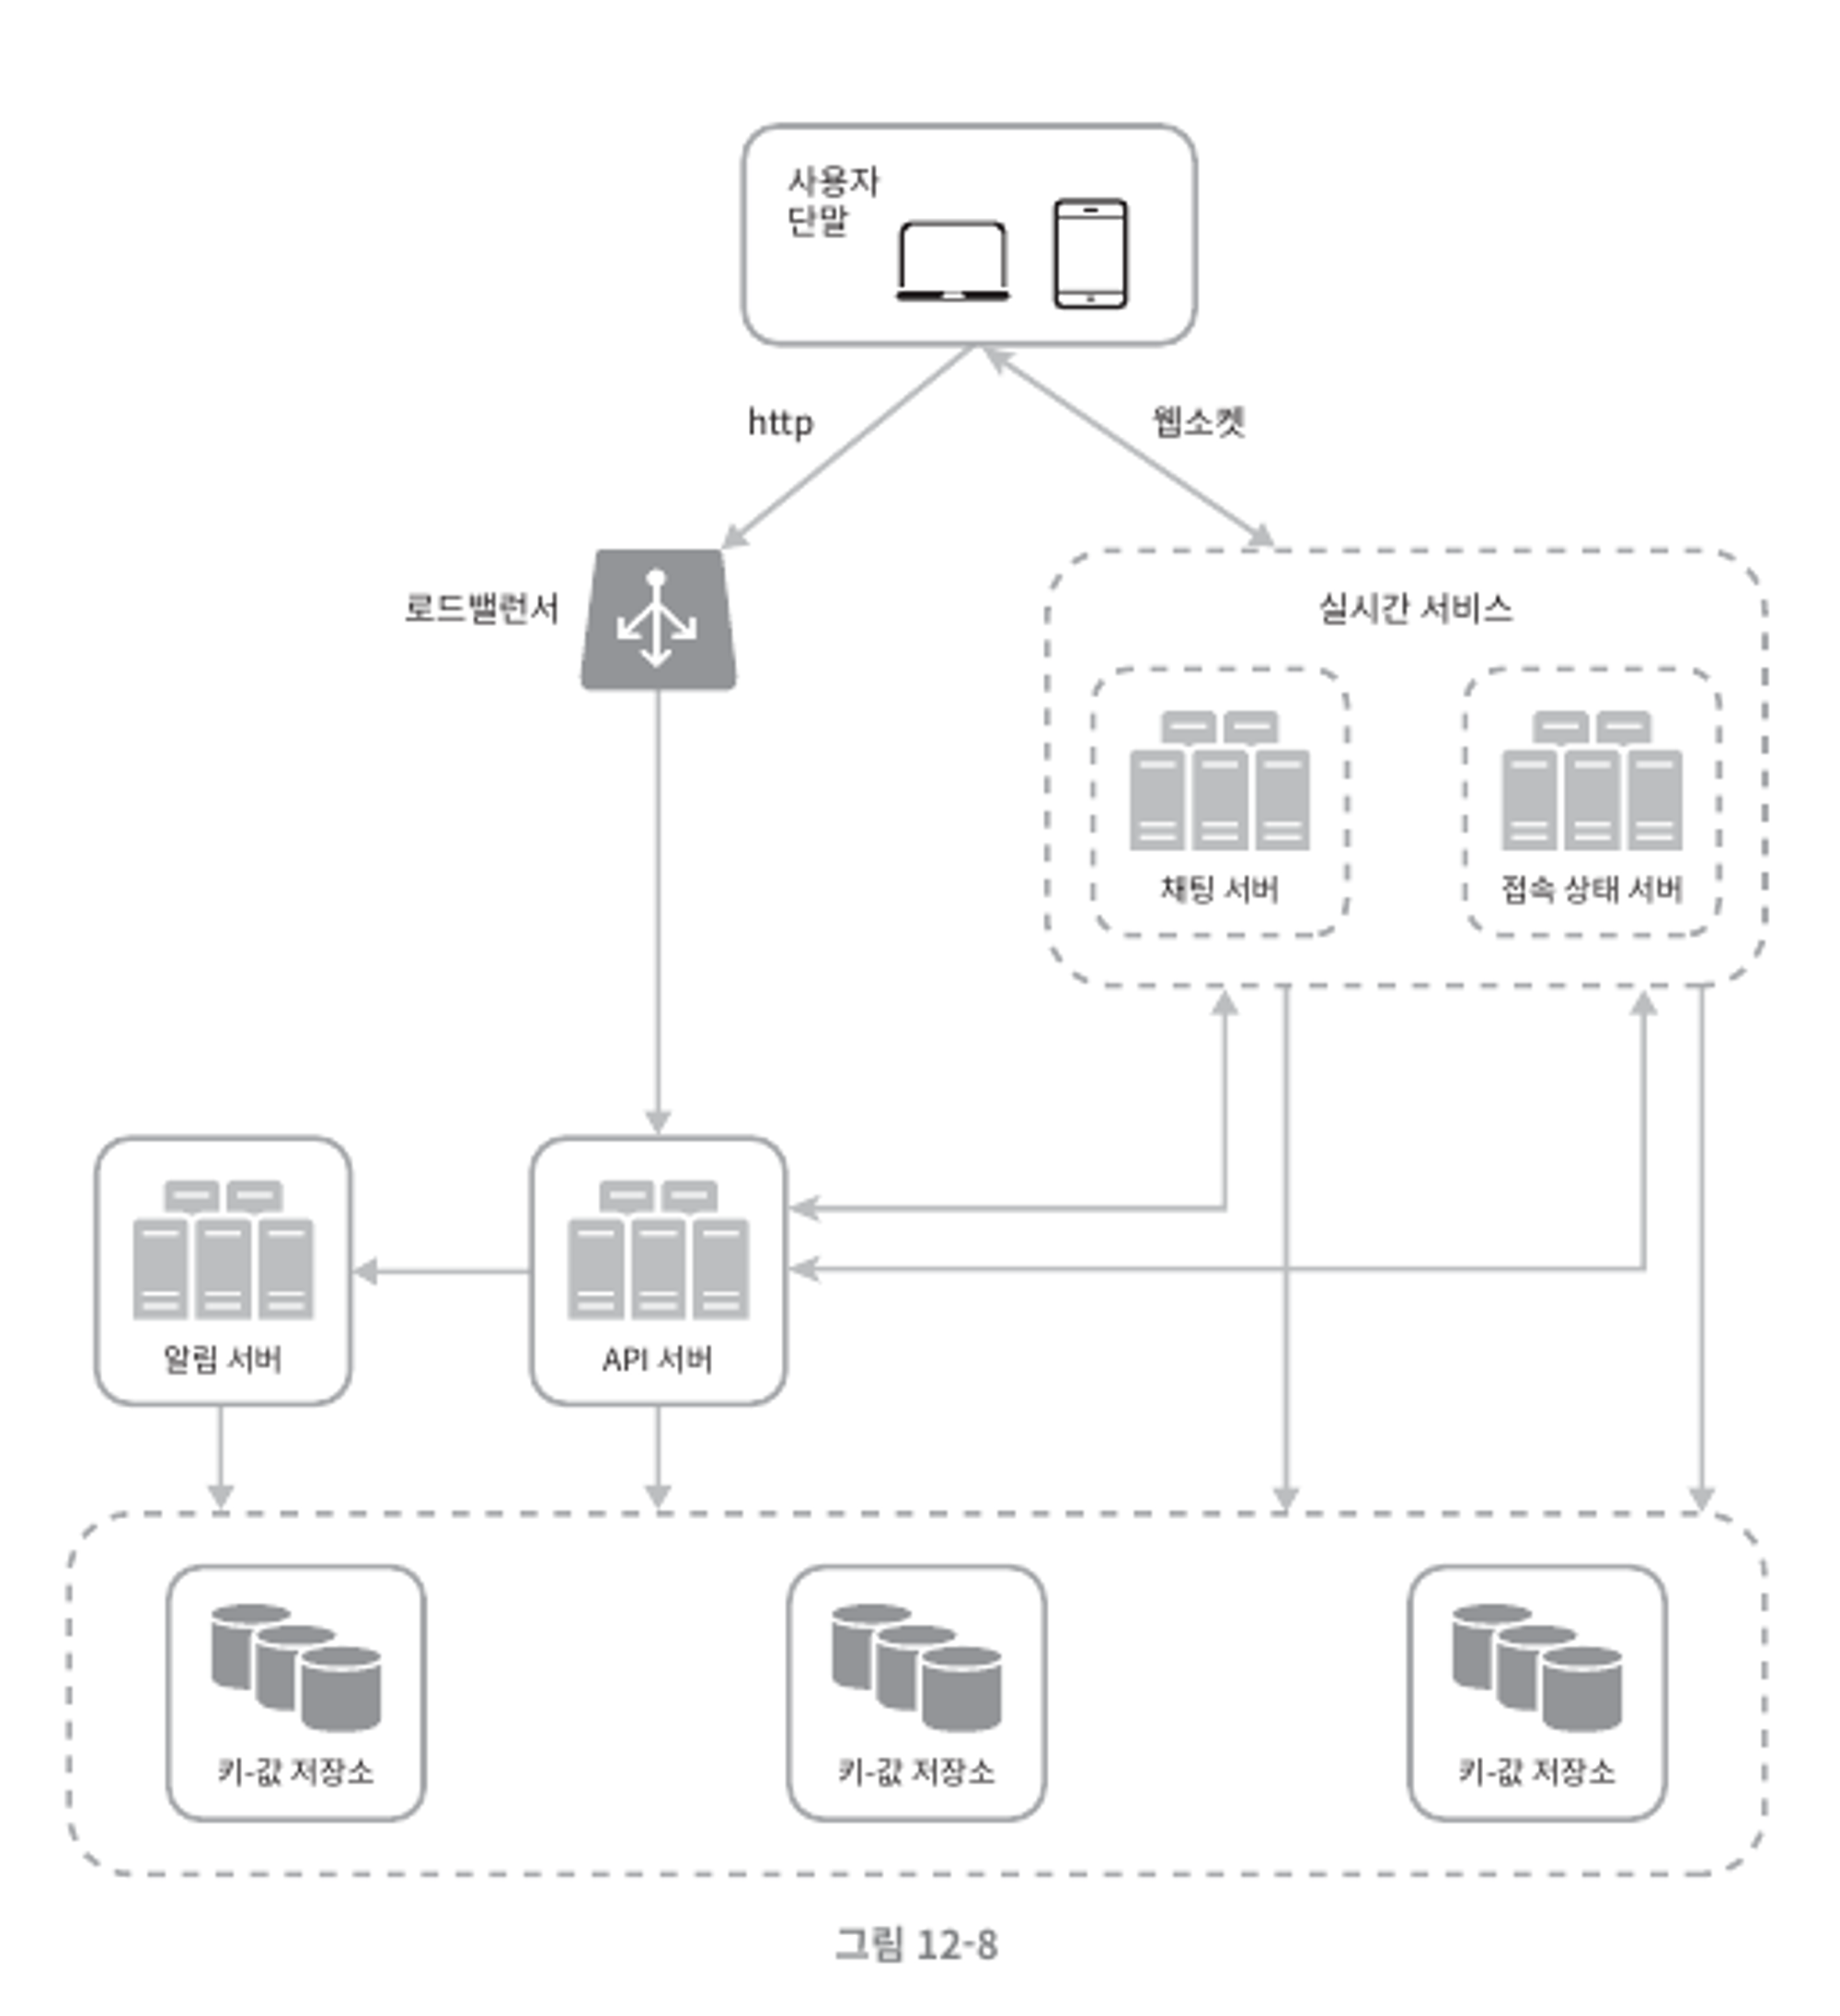 사용자
단말
http
웹소켓
로드밸런서
실시간 서비스
채팅 서버
접속 상태 서버
알림 서버
API 서버
키-값 저장소
키-값 저장소
키-값 저장소
그림 12-8